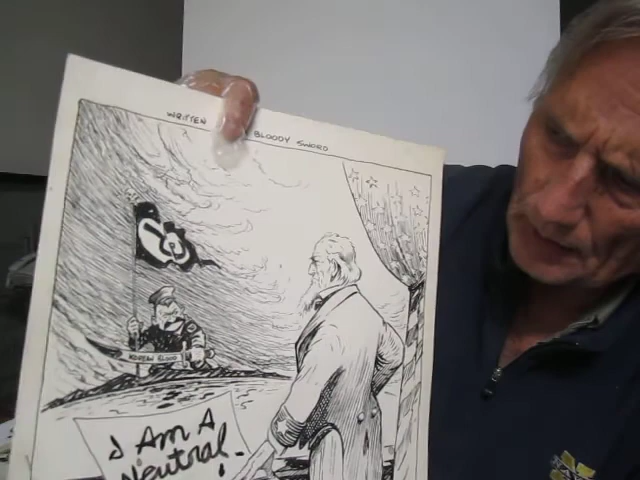 WRITTEN
BLOODY SWORD
KOREAN BLOOD
I Am A
Neutral!